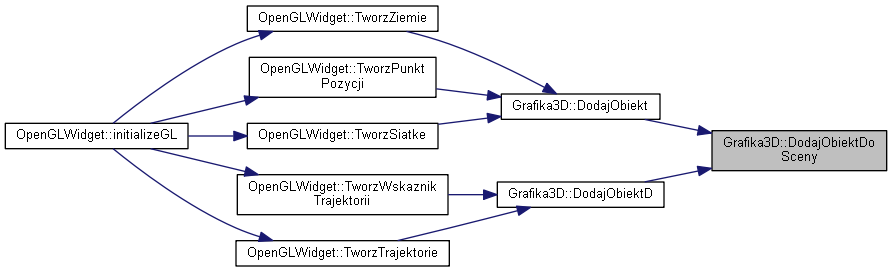 OpenGLWidget::TworzZiemie
OpenGLWidget::TworzPunkt
Pozycji
Grafika3D::DodajObiekt
OpenGLWidget::initializeGL
OpenGLWidget::TworzSiatke
Grafika3D::DodajObiektDo
Sceny
OpenGLWidget::TworzWskaznik
Trajektorii
Grafika3D::DodajObiektD
OpenGLWidget::TworzTrajektorie